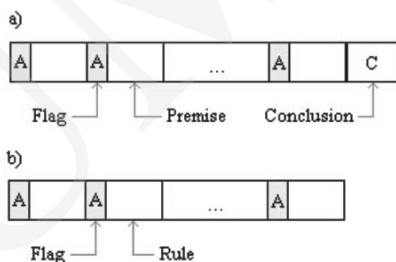 a)
A A ... A C
Flag Premise Conclusion
b)
A A ... A
Flag Rule